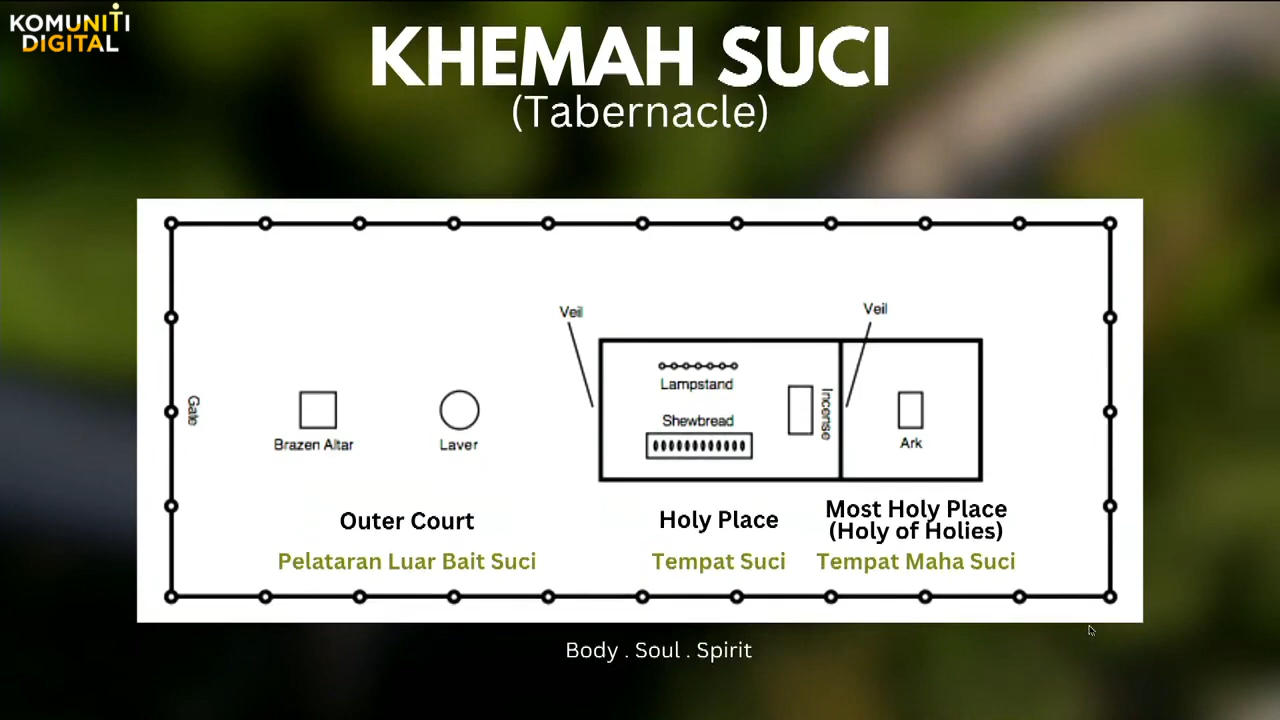 KOMUNITI
DIGITAL
KHEMAH SUCI
(Tabernacle)
Veil
Veil
Gate
Brazen Altar
Laver
Lampstand
Shewbread
Incense
Ark
Outer Court
Pelataran Luar Bait Suci
Holy Place
Tempat Suci
Most Holy Place
(Holy of Holies)
Tempat Maha Suci
Body . Soul . Spirit